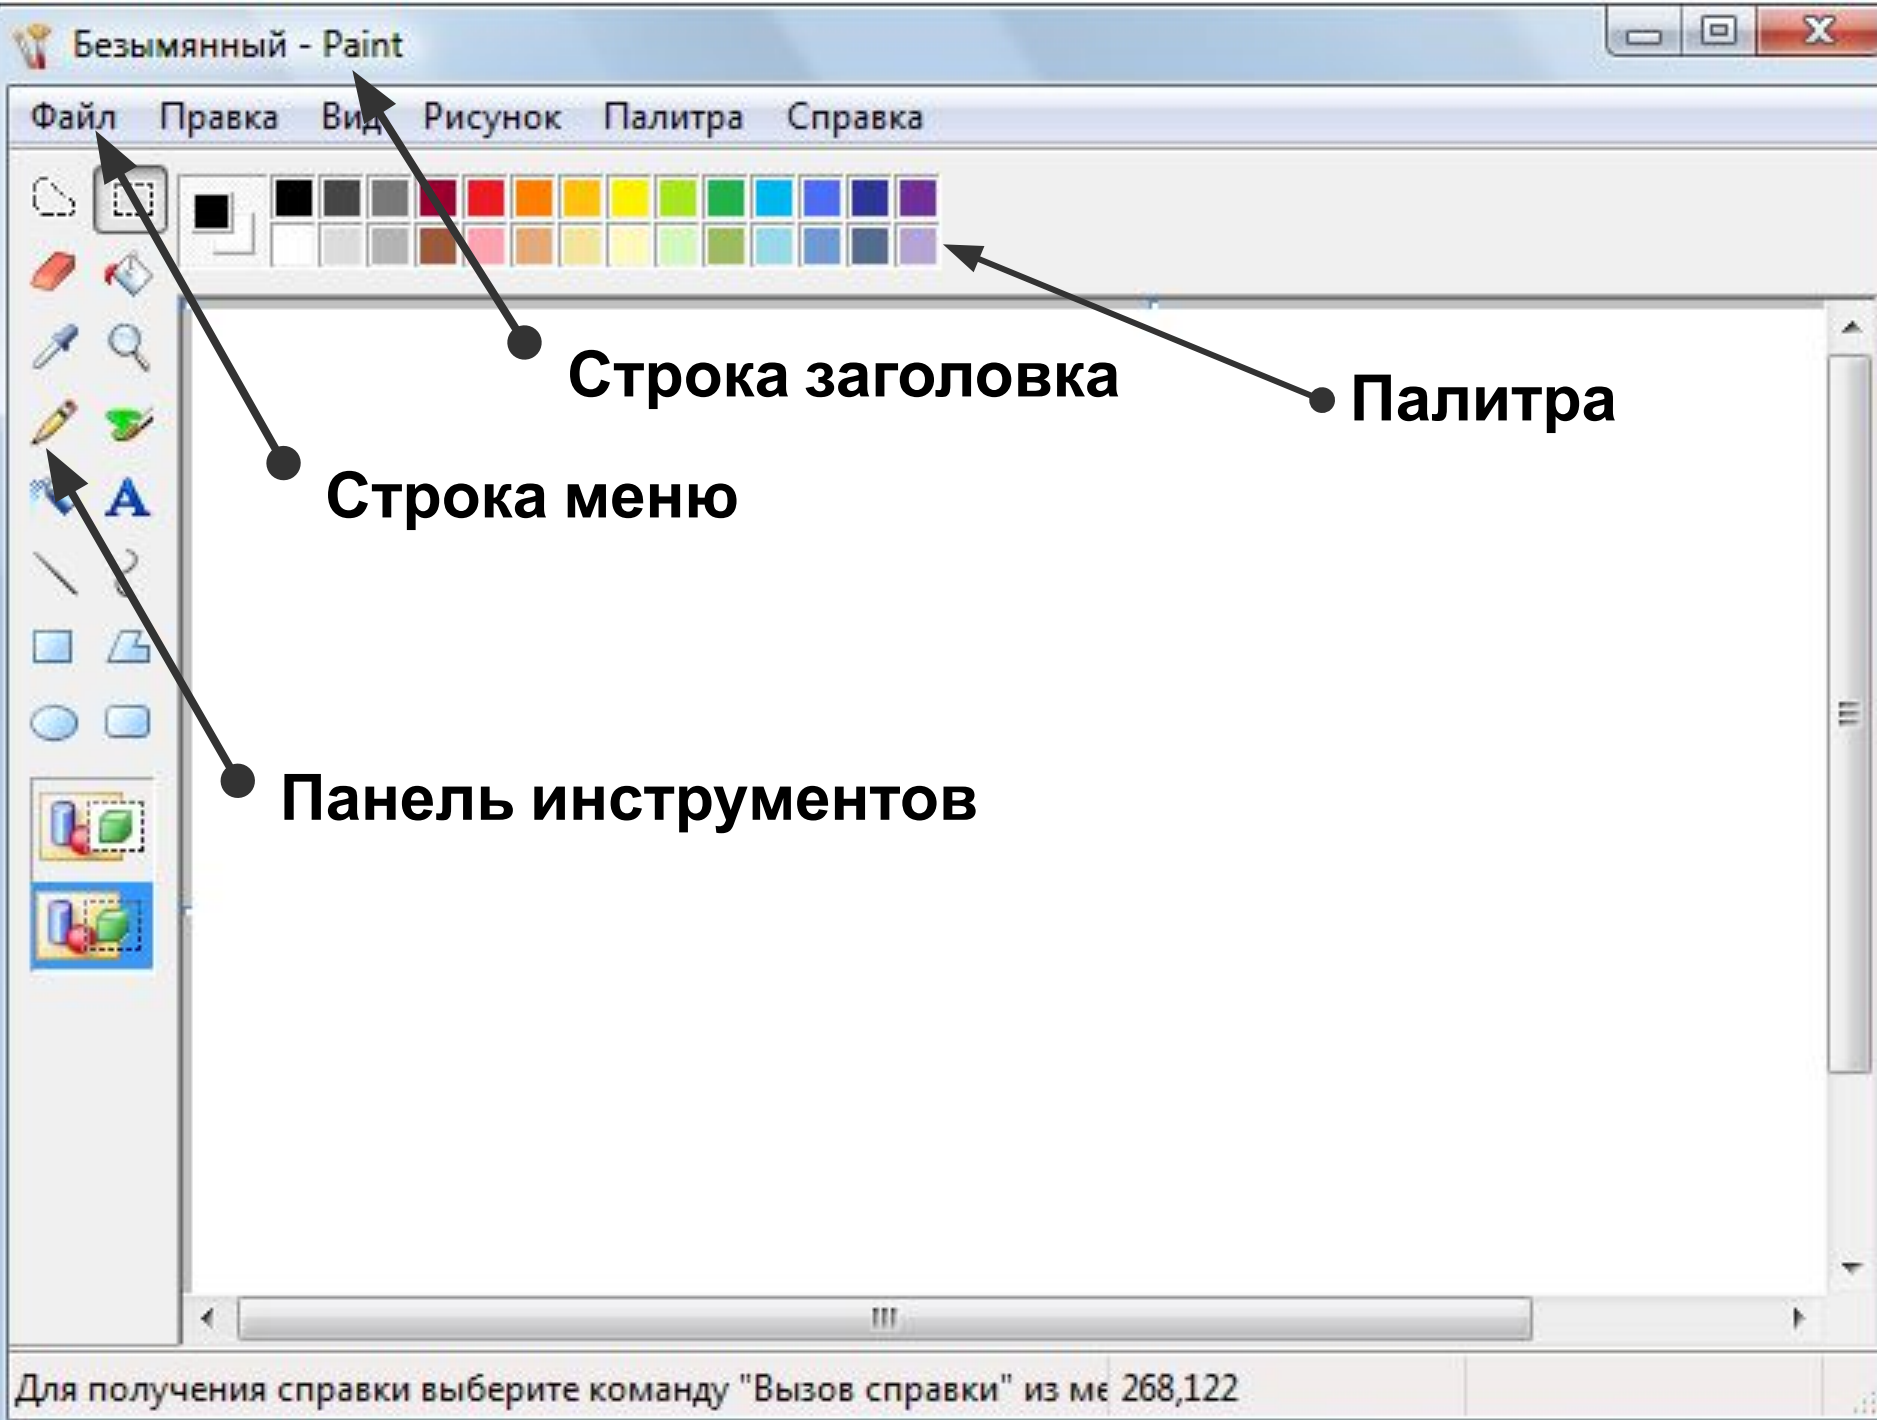 Безымянный - Paint
Файл Правка Вид Рисунок Палитра Справка
A
Строка заголовка
Палитра
Строка меню
Панель инструментов
Для получения справки выберите команду "Вызов справки" из ме 268,122